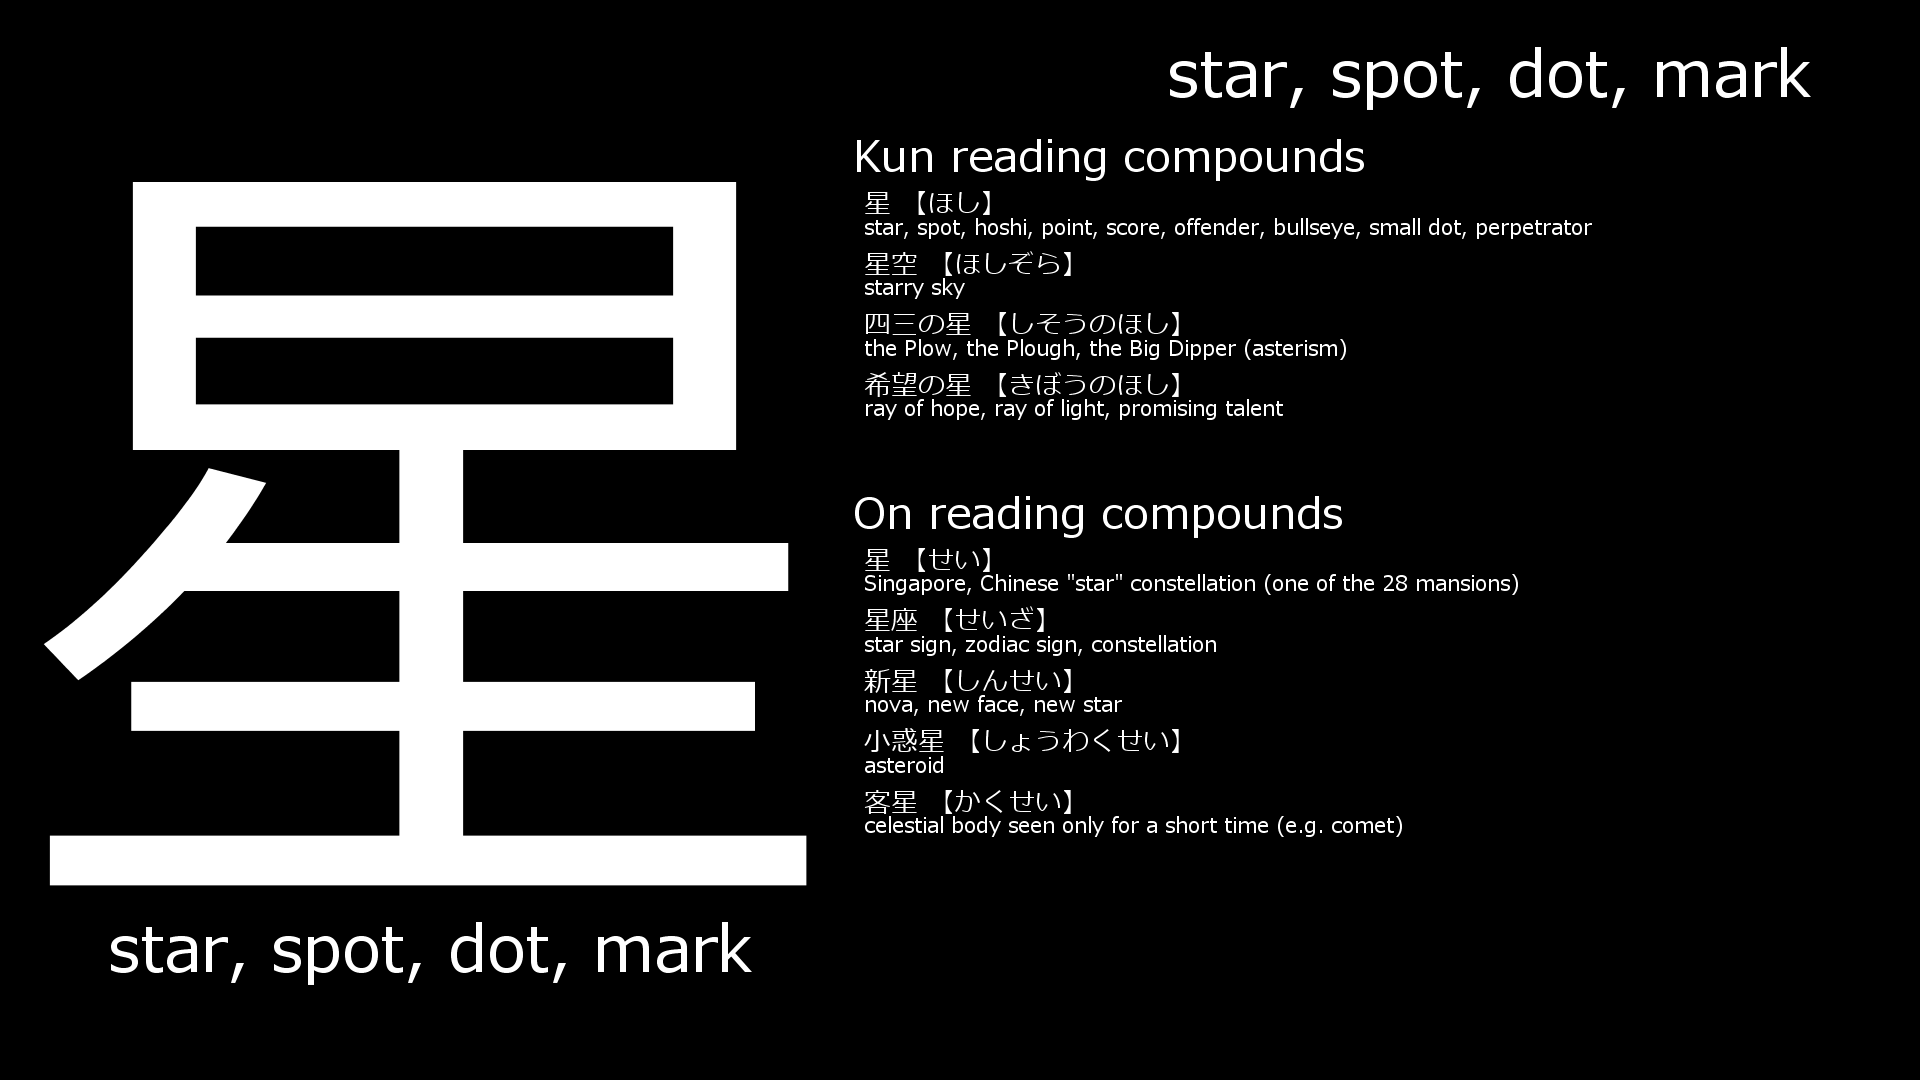 星
star, spot, dot, mark
star, spot, dot, mark
Kun reading compounds
星 【ほし】
star, spot, hoshi, point, score, offender, bullseye, small dot, perpetrator
星空 【ほしぞら】
starry sky
四三の星 【しそうのほし】
the Plow, the Plough, the Big Dipper (asterism)
希望の星 【きぼうのほし】
ray of hope, ray of light, promising talent
On reading compounds
星 【せい】
Singapore, Chinese "star" constellation (one of the 28 mansions)
星座 【せいざ】
star sign, zodiac sign, constellation
新星 【しんせい】
nova, new face, new star
小惑星 【しょうわくせい】
asteroid
客星 【かくせい】
celestial body seen only for a short time (e.g. comet)